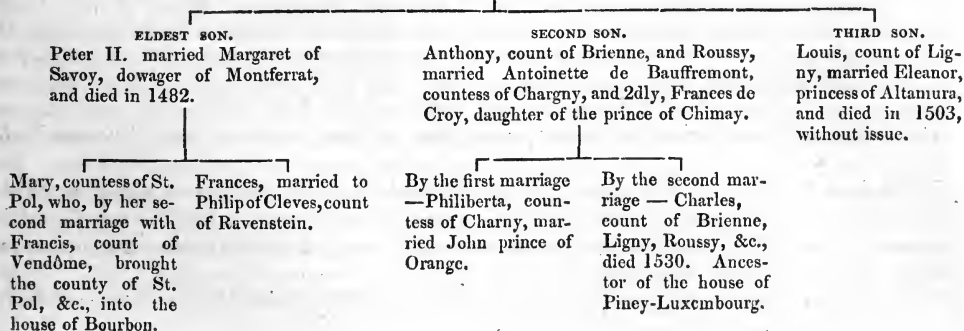 ELDEST SON.
Peter II. married Margaret of
Savoy, dowager of Montferrat,
and died in 1482.
SECOND SON.
Anthony, count of Brienne, and Roussy,
married Antoinette de Bauffremont,
countess of Chargny, and 2dly, Frances de
Croy, daughter of the prince of Chimay.
THIRD SON.
Louis, count of Lig-
ny, married Eleanor,
princess of Altamura,
and died in 1503,
without issue.
Mary, countess of St.
Pol, who, by her se-
cond marriage with
Francis, count of
Vendôme, brought
the county of St.
Pol, &c., into the
house of Bourbon.
Frances, married to
Philip of Cleves, count
of Ravenstein.
By the first marriage
—Philiberta, coun-
tess of Charny, mar-
ried John prince of
Orange.
By the second mar-
riage — Charles,
count of Brienne,
Ligny, Roussy, &c.,
died 1530. Ances-
tor of the house of
Piney-Luxembourg.